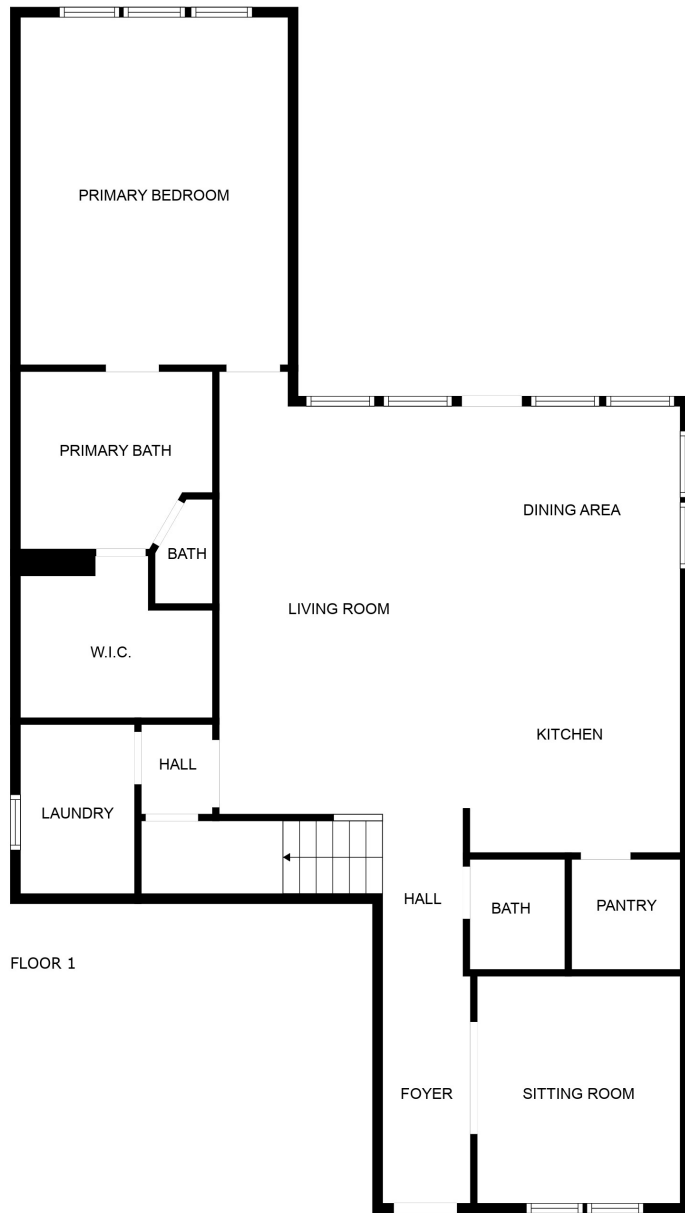 PRIMARY BEDROOM
PRIMARY BATH
DINING AREA
BATH
LIVING ROOM
W.I.C.
KITCHEN
HALL
LAUNDRY
HALL
BATH
PANTRY
FLOOR 1
FOYER
SITTING ROOM